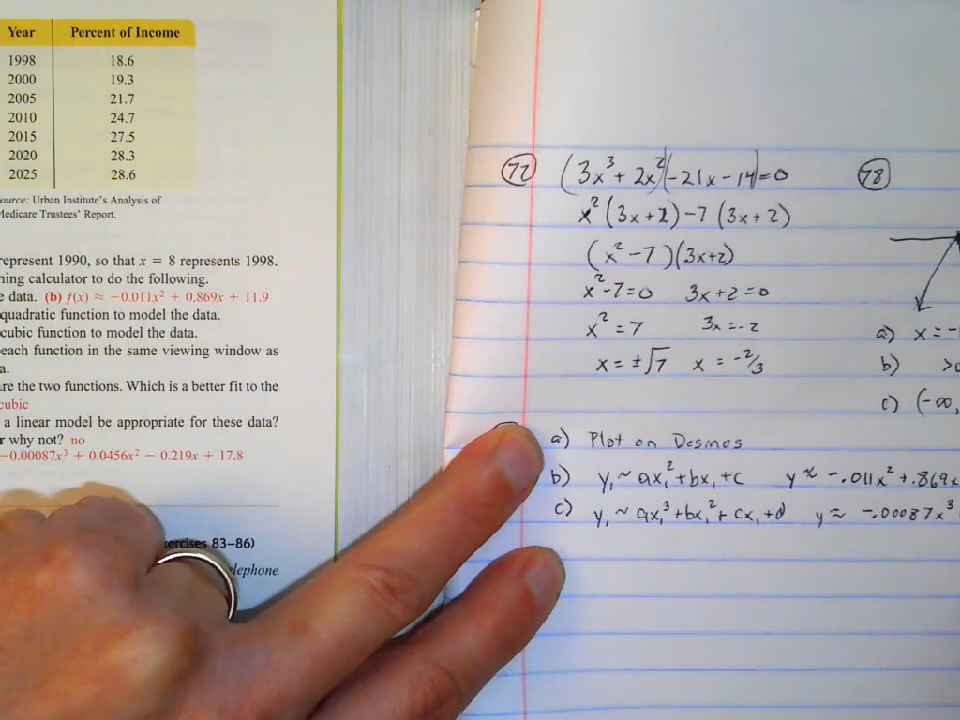 Year Percent of Income
1998 18.6
2000 19.3
2005 21.7
2010 24.7
2015 27.5
2020 28.3
2025 28.6
ource: Urban Institute's Analysis of
Medicare Trustees' Report.
epresent 1990, so that x = 8 represents 1998.
ning calculator to do the following.
e data. (b) f(x) ≈ −0.011x² + 0.869x + 11.9
quadratic function to model the data.
cubic function to model the data.
each function in the same viewing window as
a.
re the two functions. Which is a better fit to the
cubic
a linear model be appropriate for these data?
r why not? no
−0.00087x³ + 0.0456x² − 0.219x + 17.8
ercises 83–86)
elephone
72 (3x³ + 2x²)(-21x - 14)=0
x²(3x+2)-7(3x+2)
(x²-7)(3x+2)
x²-7=0 3x+2=0
x²=7 3x=-2
x=±√7 x=-2/3
a) Plot on Desmos
b) y₁~ax₁²+bx₁+c y≈-.011x²+.869x
c) y₁~ax₁³+bx₁²+cx₁+d y≈-.00087x³
78
a) x=-
b)
c) (-∞,